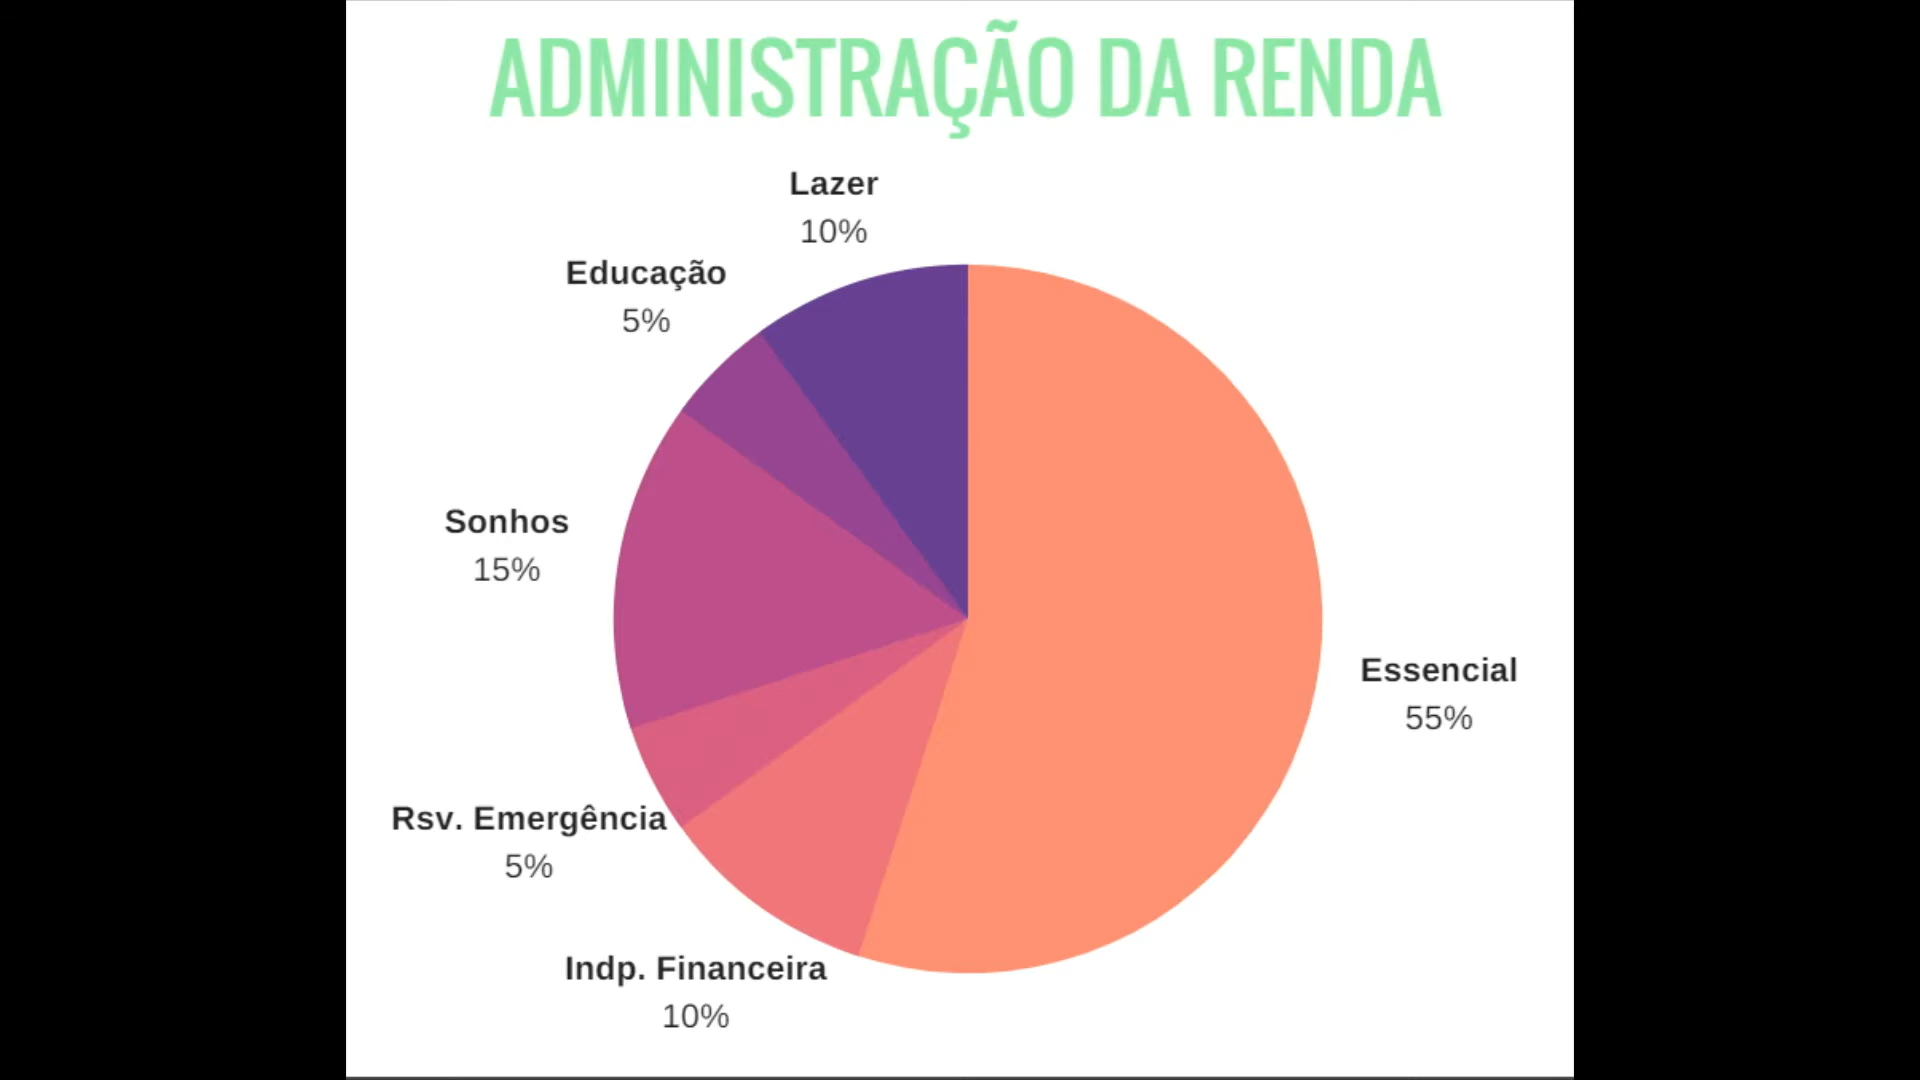 ADMINISTRAÇÃO DA RENDA
Lazer
10%
Educação
5%
Sonhos
15%
Essencial
55%
Rsv. Emergência
5%
Indp. Financeira
10%